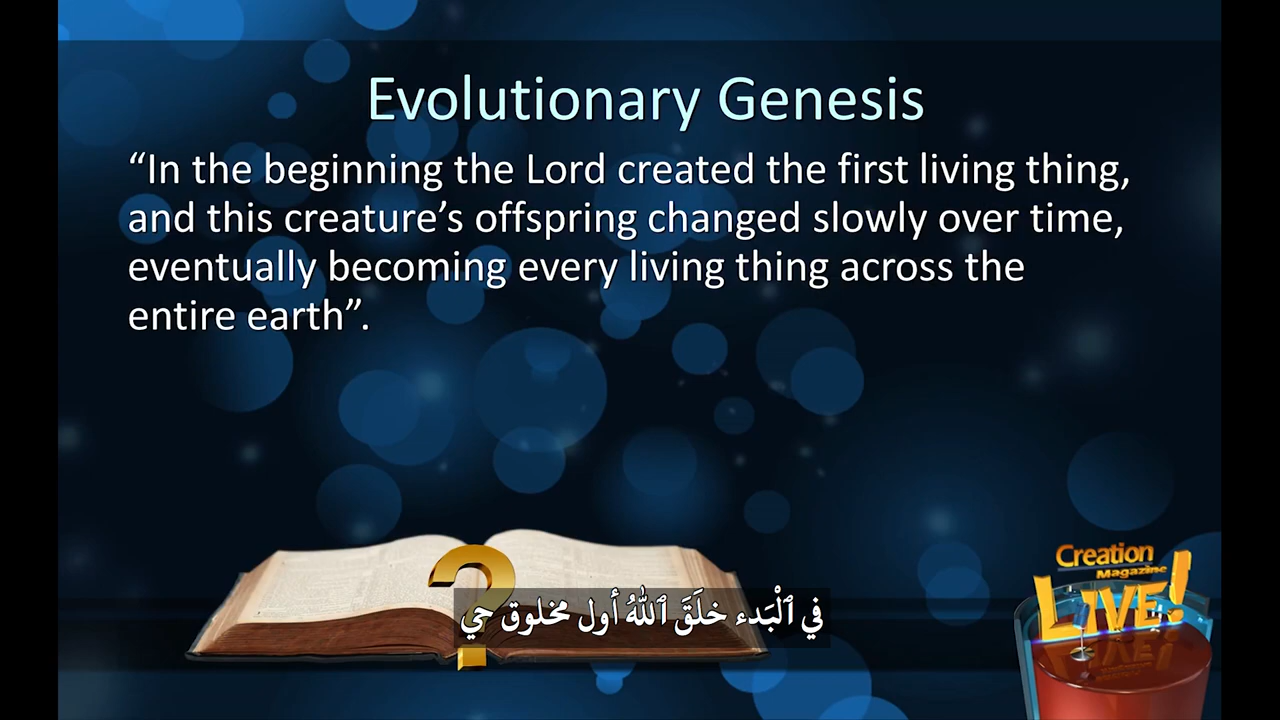 Evolutionary Genesis
“In the beginning the Lord created the first living thing,
and this creature’s offspring changed slowly over time,
eventually becoming every living thing across the
entire earth”.
?
في ٱلْبَدء خلَقَ ٱللهُ أول مخلوق حي
Creation
Magazine
LIVE!